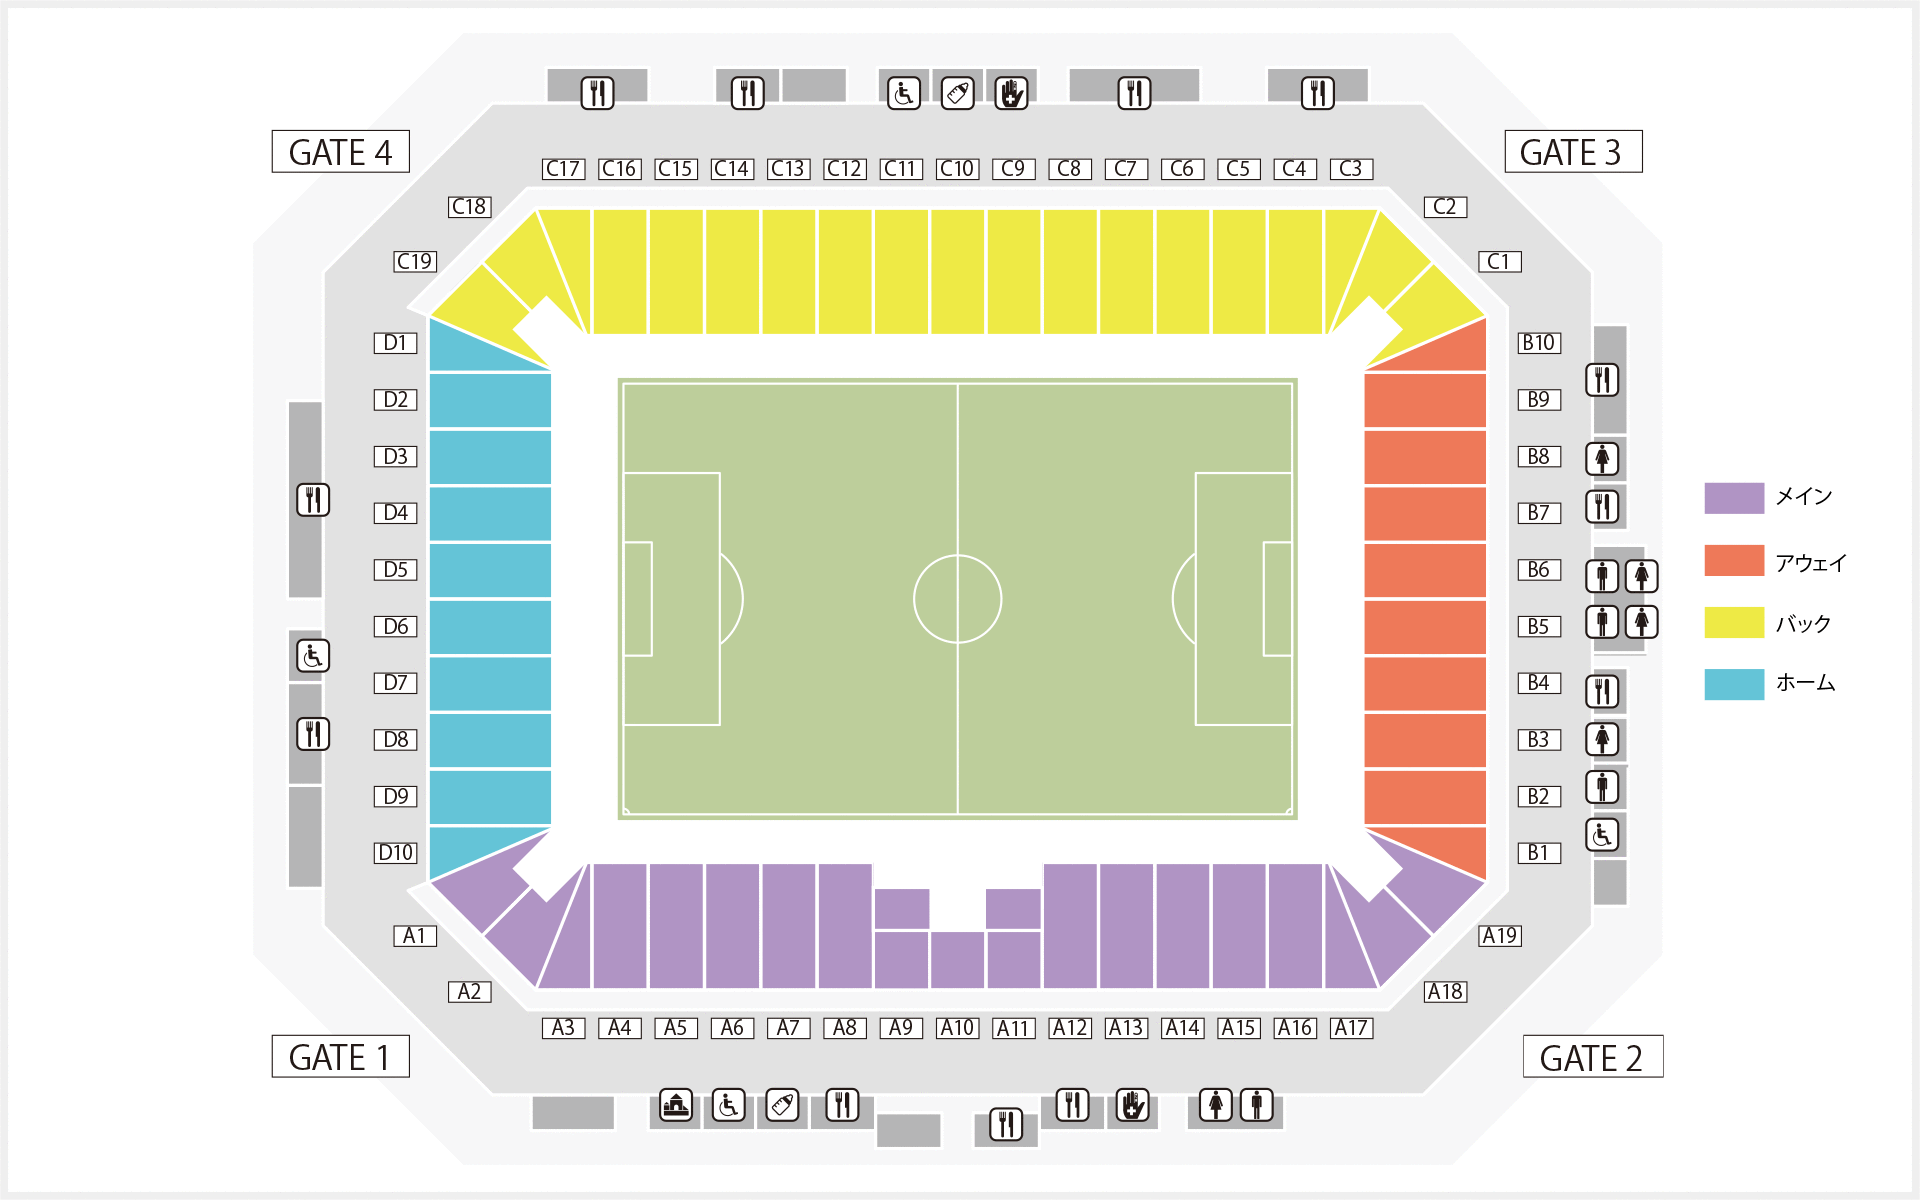 GATE 4
GATE 3
C17 C16 C15 C14 C13 C12 C11 C10 C9 C8 C7 C6 C5 C4 C3
C18
C2
C19
C1
D1
D2
D3
D4
D5
D6
D7
D8
D9
D10
B10
B9
B8
B7
B6
B5
B4
B3
B2
B1
メイン
アウェイ
バック
ホーム
A1
A19
A2
A18
A3 A4 A5 A6 A7 A8 A9 A10 A11 A12 A13 A14 A15 A16 A17
GATE 1
GATE 2